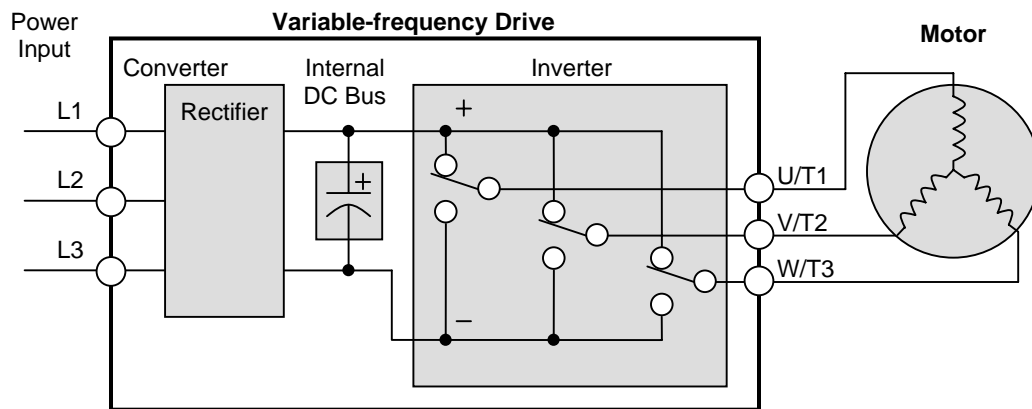 Power
Input
Variable-frequency Drive
Motor
Converter
Internal
DC Bus
Inverter
Rectifier
L1
L2
L3
+
+
−
U/T1
V/T2
W/T3